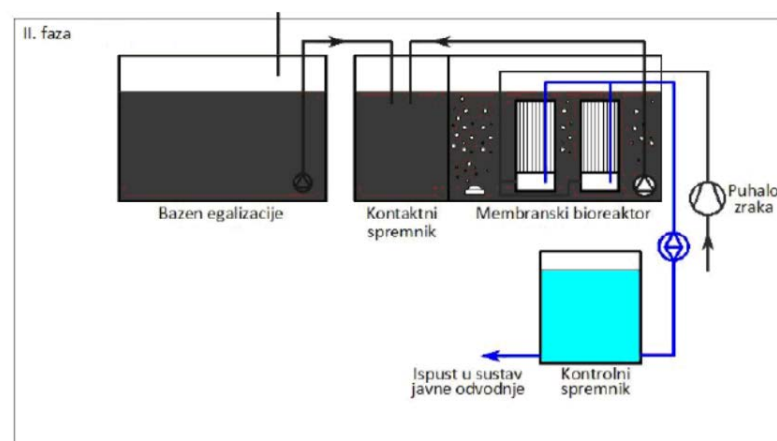 II. faza
Bazen egalizacije
Kontaktni
spremnik
Membranski bioreaktor
Puhalo
zraka
Ispust u sustav
javne odvodnje
Kontrolni
spremnik